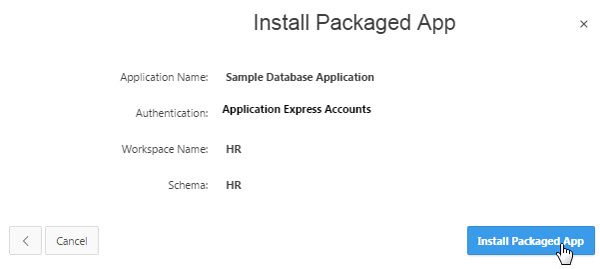 Install Packaged App
Application Name: Sample Database Application
Authentication: Application Express Accounts
Workspace Name: HR
Schema: HR
Cancel Install Packaged App